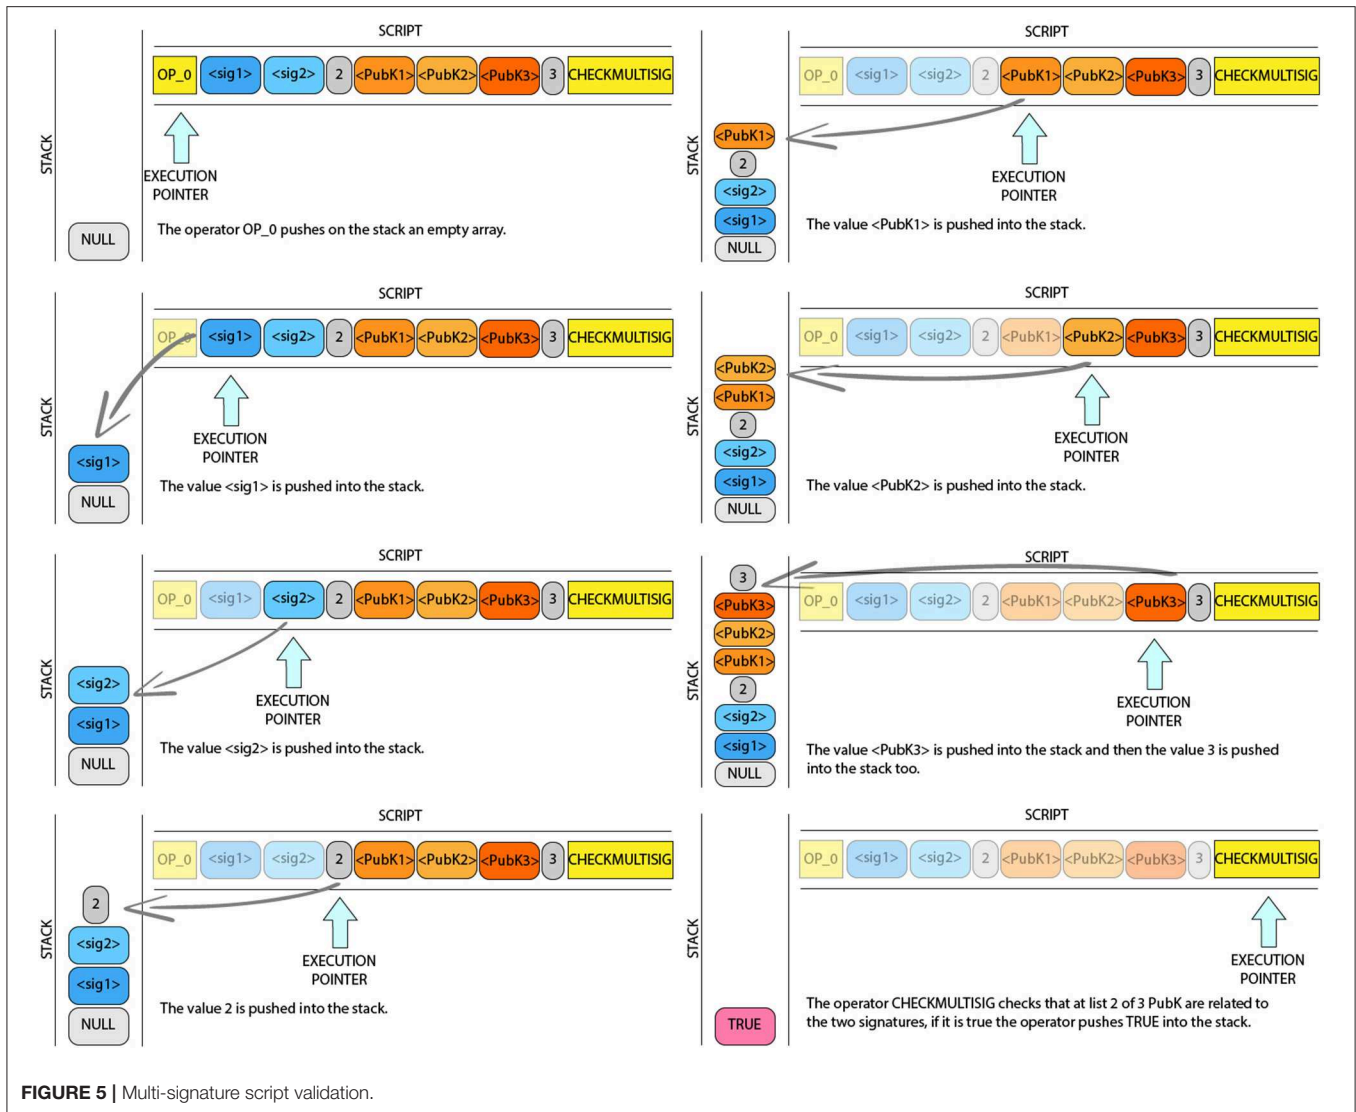 SCRIPT
OP_0 <sig1> <sig2> 2 <PubK1> <PubK2> <PubK3> 3 CHECKMULTISIG
STACK
EXECUTION
POINTER
NULL
The operator OP_0 pushes on the stack an empty array.
SCRIPT
OP_0 <sig1> <sig2> 2 <PubK1> <PubK2> <PubK3> 3 CHECKMULTISIG
STACK
EXECUTION
POINTER
<sig1>
NULL
The value <sig1> is pushed into the stack.
SCRIPT
OP_0 <sig1> <sig2> 2 <PubK1> <PubK2> <PubK3> 3 CHECKMULTISIG
STACK
EXECUTION
POINTER
<sig2>
<sig1>
NULL
The value <sig2> is pushed into the stack.
SCRIPT
OP_0 <sig1> <sig2> 2 <PubK1> <PubK2> <PubK3> 3 CHECKMULTISIG
STACK
EXECUTION
POINTER
2
<sig2>
<sig1>
NULL
The value 2 is pushed into the stack.
SCRIPT
OP_0 <sig1> <sig2> 2 <PubK1> <PubK2> <PubK3> 3 CHECKMULTISIG
STACK
EXECUTION
POINTER
<PubK1>
2
<sig2>
<sig1>
NULL
The value <PubK1> is pushed into the stack.
SCRIPT
OP_0 <sig1> <sig2> 2 <PubK1> <PubK2> <PubK3> 3 CHECKMULTISIG
STACK
EXECUTION
POINTER
<PubK2>
<PubK1>
2
<sig2>
<sig1>
NULL
The value <PubK2> is pushed into the stack.
SCRIPT
OP_0 <sig1> <sig2> 2 <PubK1> <PubK2> <PubK3> 3 CHECKMULTISIG
STACK
EXECUTION
POINTER
3
<PubK3>
<PubK2>
<PubK1>
2
<sig2>
<sig1>
NULL
The value <PubK3> is pushed into the stack and then the value 3 is pushed
into the stack too.
SCRIPT
OP_0 <sig1> <sig2> 2 <PubK1> <PubK2> <PubK3> 3 CHECKMULTISIG
STACK
EXECUTION
POINTER
TRUE
The operator CHECKMULTISIG checks that at list 2 of 3 PubK are related to
the two signatures, if it is true the operator pushes TRUE into the stack.
FIGURE 5 | Multi-signature script validation.